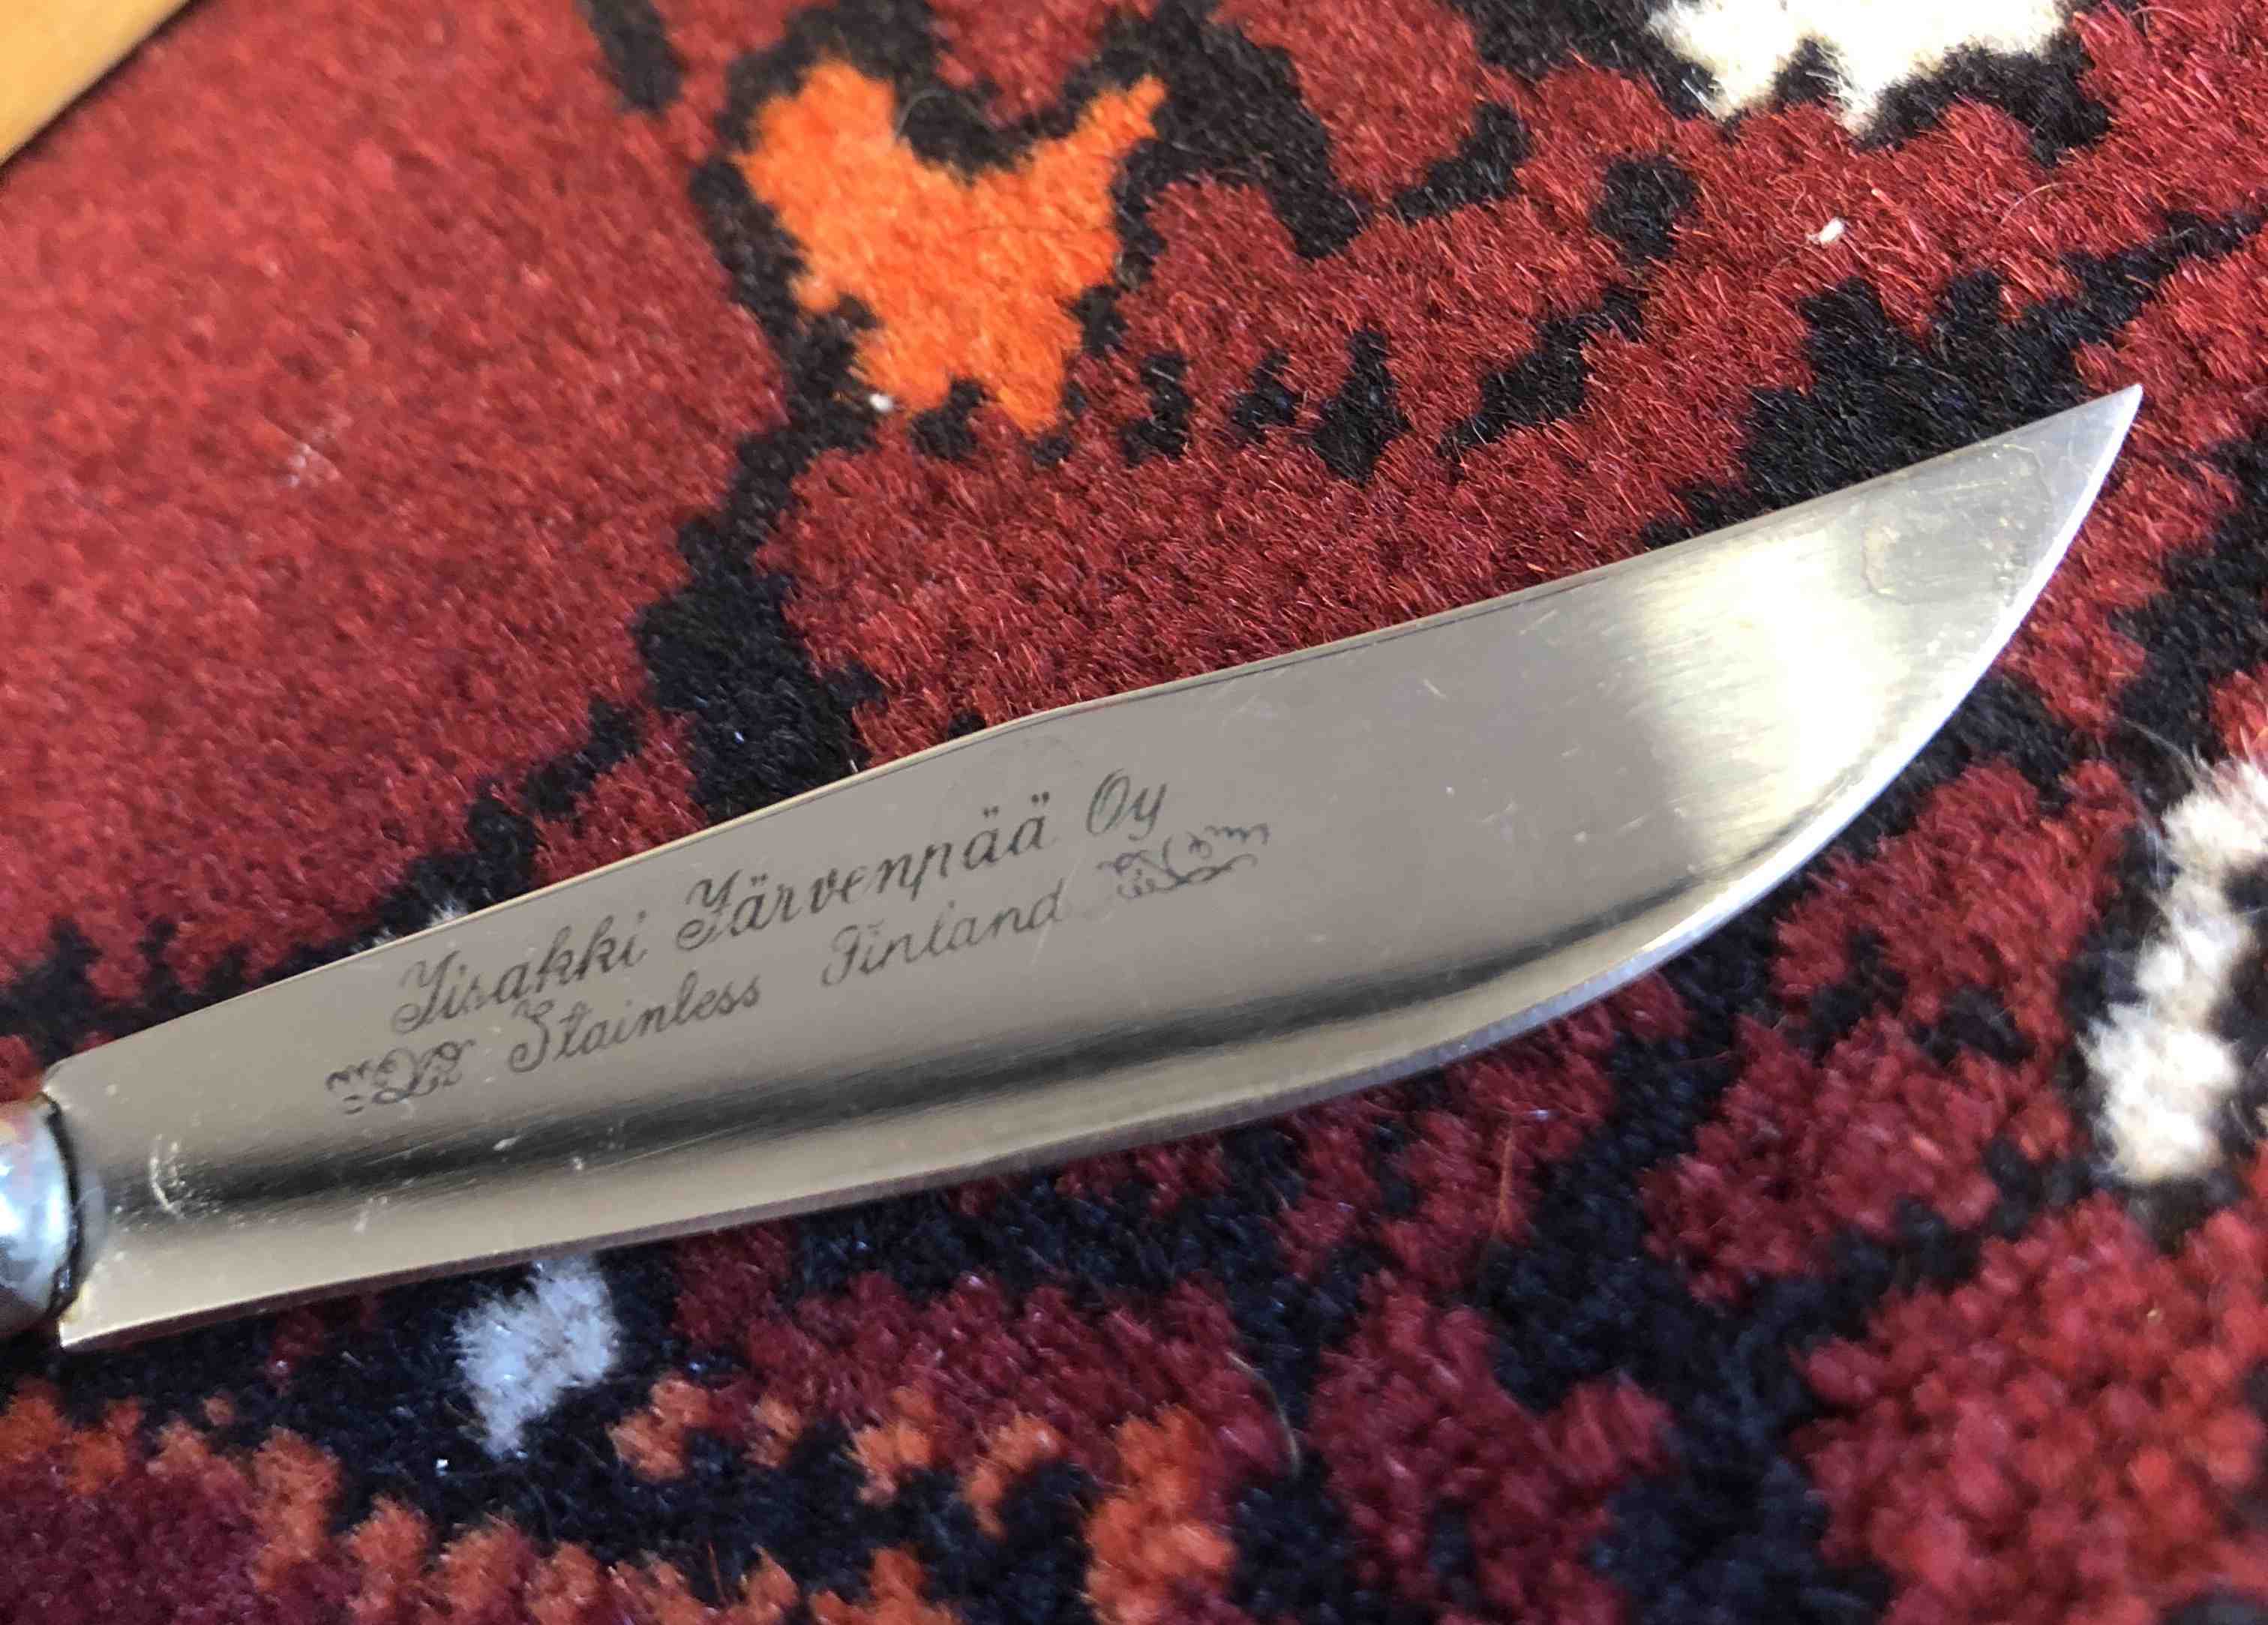 Iisakki Järvenpää Oy
Stainless Finland